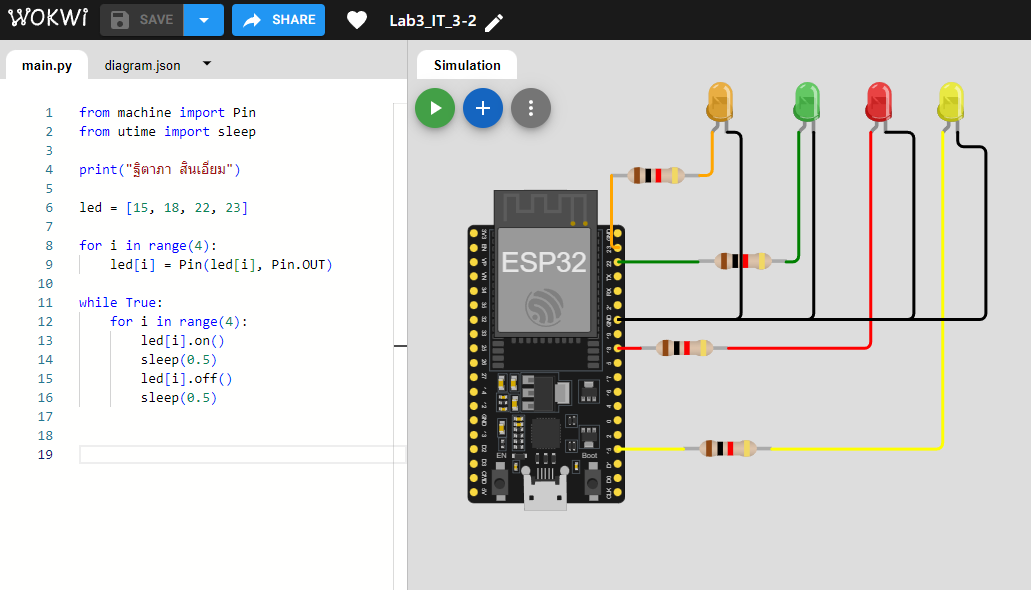 WOKWI
SAVE
SHARE
Lab3_IT_3-2
main.py
diagram.json
Simulation
1 from machine import Pin
2 from utime import sleep
3
4 print("ฐิตาภา สินเอี่ยม")
5
6 led = [15, 18, 22, 23]
7
8 for i in range(4):
9 led[i] = Pin(led[i], Pin.OUT)
10
11 while True:
12 for i in range(4):
13 led[i].on()
14 sleep(0.5)
15 led[i].off()
16 sleep(0.5)
17
18
19
ESP32
EN
Boot